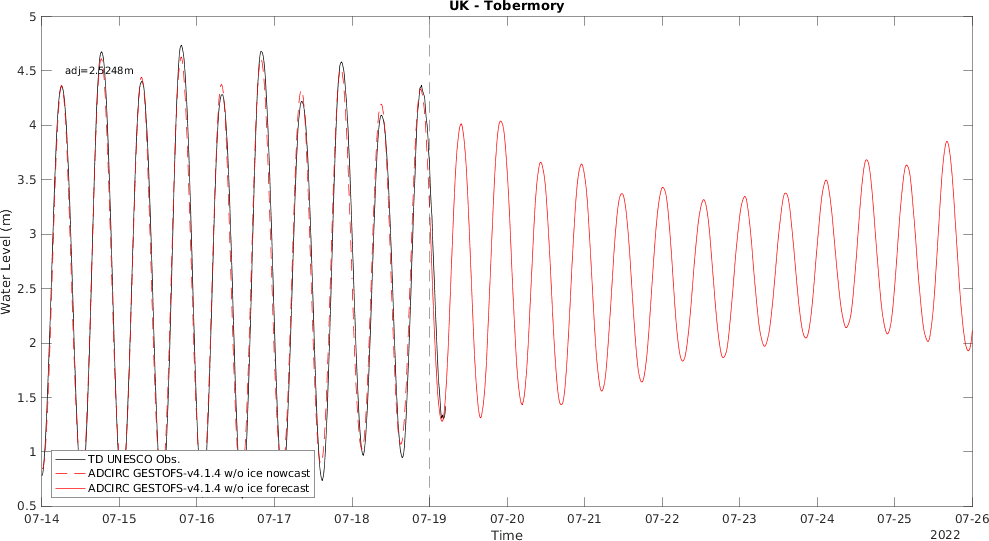 UK - Tobermory
5
4.5
4
3.5
3
2.5
2
1.5
1
0.5
Water Level (m)
adj=2.5248m
TD UNESCO Obs.
ADCIRC GESTOFS-v4.1.4 w/o ice nowcast
ADCIRC GESTOFS-v4.1.4 w/o ice forecast
07-14 07-15 07-16 07-17 07-18 07-19 07-20 07-21 07-22 07-23 07-24 07-25 07-26
Time
2022